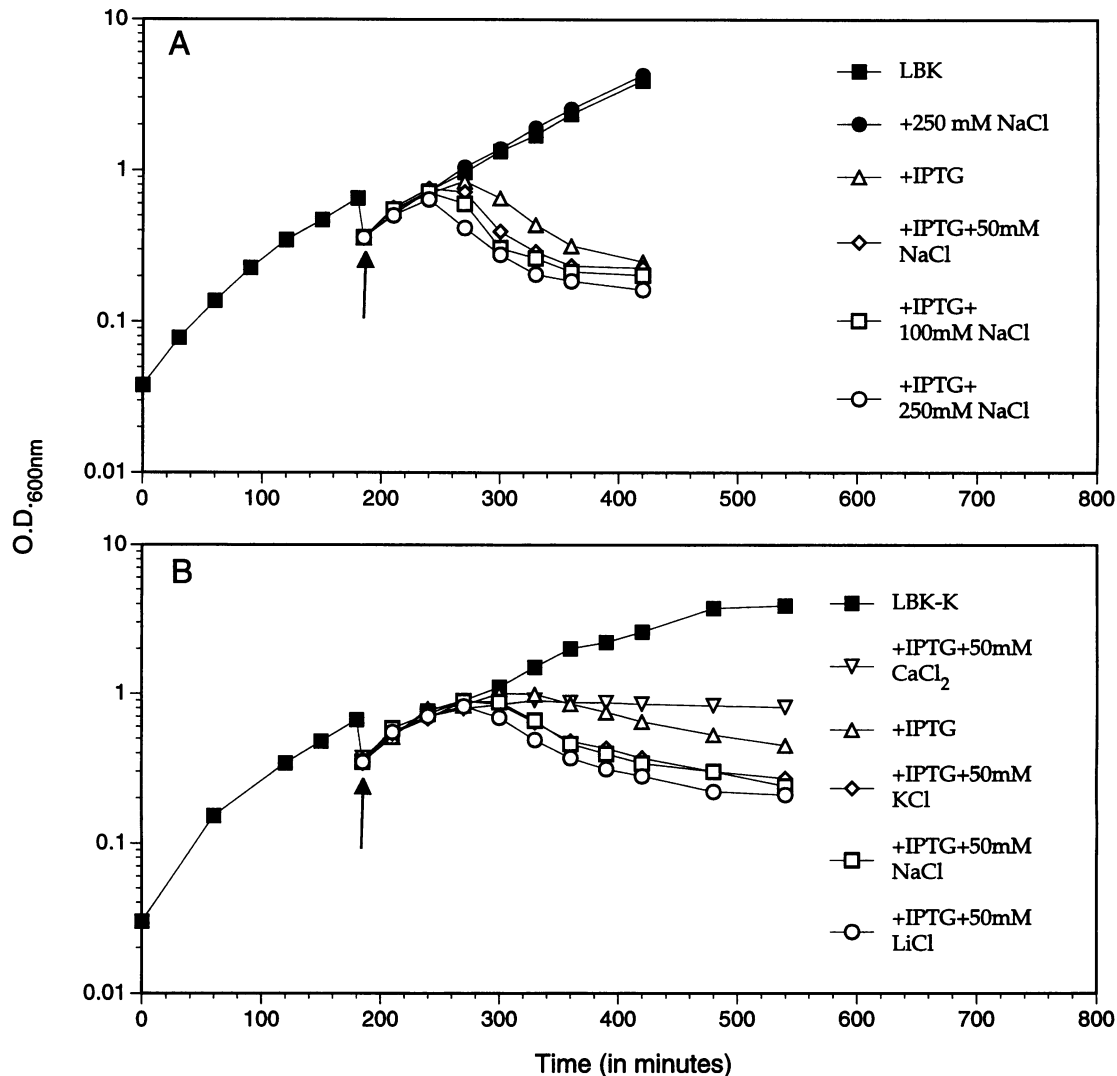 A
10
1
0.1
0.01
0 100 200 300 400 500 600 700 800
LBK
+250 mM NaCl
+IPTG
+IPTG+50mM
NaCl
+IPTG+
100mM NaCl
+IPTG+
250mM NaCl
O.D.600nm
B
10
1
0.1
0.01
0 100 200 300 400 500 600 700 800
LBK-K
+IPTG+50mM
CaCl2
+IPTG
+IPTG+50mM
KCl
+IPTG+50mM
NaCl
+IPTG+50mM
LiCl
Time (in minutes)